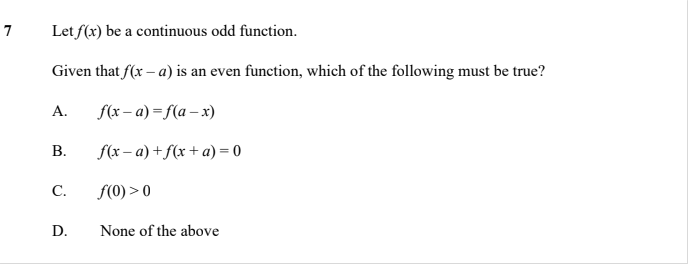 7 Let f(x) be a continuous odd function.
Given that f(x – a) is an even function, which of the following must be true?
A. f(x – a) = f(a – x)
B. f(x – a) + f(x + a) = 0
C. f(0) > 0
D. None of the above